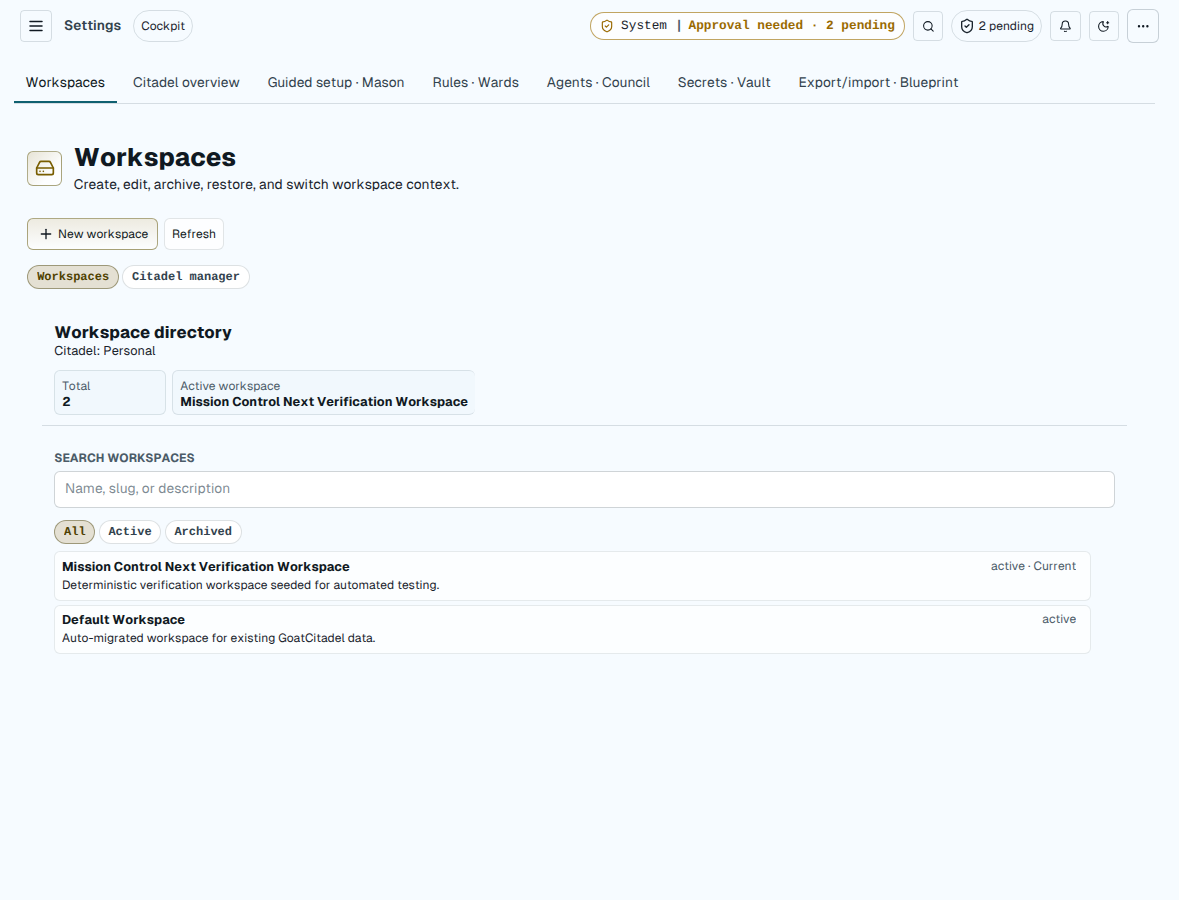 Settings
Cockpit
System | Approval needed · 2 pending
2 pending
Workspaces
Citadel overview
Guided setup · Mason
Rules · Wards
Agents · Council
Secrets · Vault
Export/import · Blueprint
Workspaces
Create, edit, archive, restore, and switch workspace context.
New workspace
Refresh
Workspaces
Citadel manager
Workspace directory
Citadel: Personal
Total
2
Active workspace
Mission Control Next Verification Workspace
SEARCH WORKSPACES
Name, slug, or description
All
Active
Archived
Mission Control Next Verification Workspace
active · Current
Deterministic verification workspace seeded for automated testing.
Default Workspace
active
Auto-migrated workspace for existing GoatCitadel data.